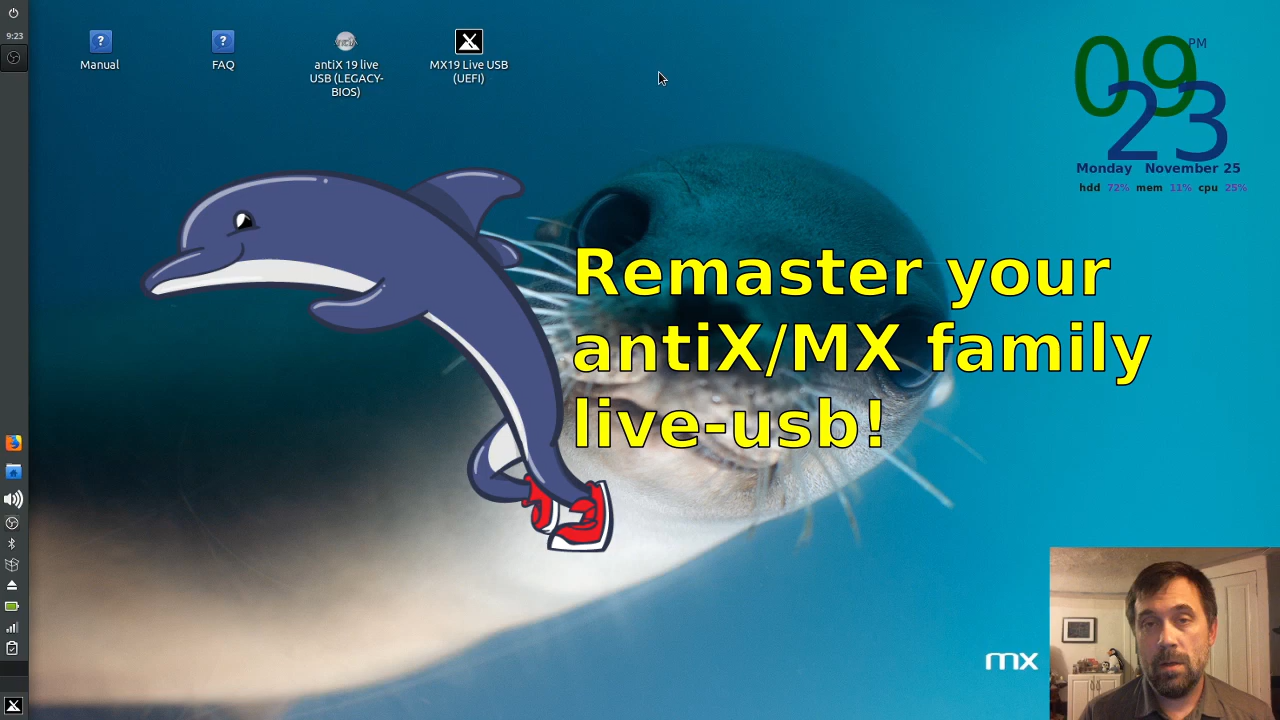 9:23
Manual
FAQ
antiX 19 live
USB (LEGACY-
BIOS)
MX19 Live USB
(UEFI)
09 PM
23
Monday November 25
hdd 72% mem 11% cpu 25%
Remaster your
antiX/MX family
live-usb!
mx